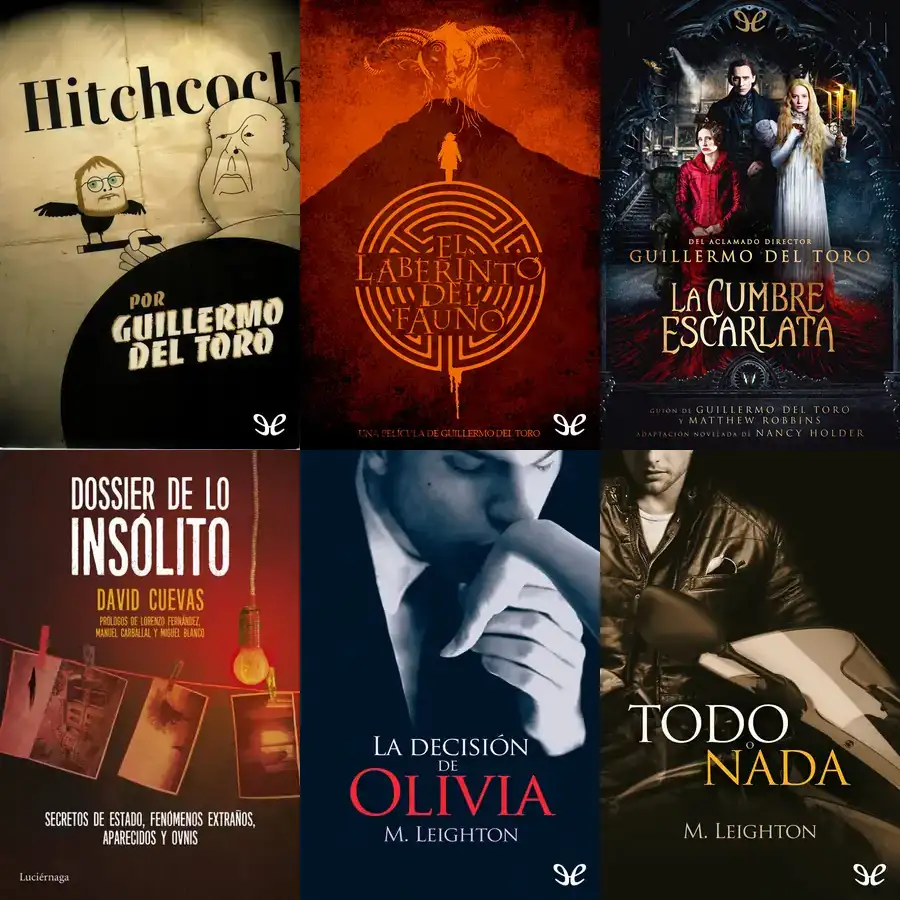 Hitchcock
POR
GUILLERMO
DEL TORO
EL
LABERINTO
DEL
FAUNO
UNA PELÍCULA DE GUILLERMO DEL TORO
DEL ACLAMADO DIRECTOR
GUILLERMO DEL TORO
LA CUMBRE
ESCARLATA
GUIÓN DE GUILLERMO DEL TORO
Y MATTHEW ROBBINS
ADAPTACIÓN NOVELADA DE NANCY HOLDER
DOSSIER DE LO
INSÓLITO
DAVID CUEVAS
PRÓLOGOS DE LORENZO FERNÁNDEZ,
MANUEL CARBALLAL Y MIGUEL BLANCO
SECRETOS DE ESTADO, FENÓMENOS EXTRAÑOS,
APARECIDOS Y OVNIS
Luciérnaga
LA DECISIÓN
DE
OLIVIA
M. LEIGHTON
TODO
O
NADA
M. LEIGHTON